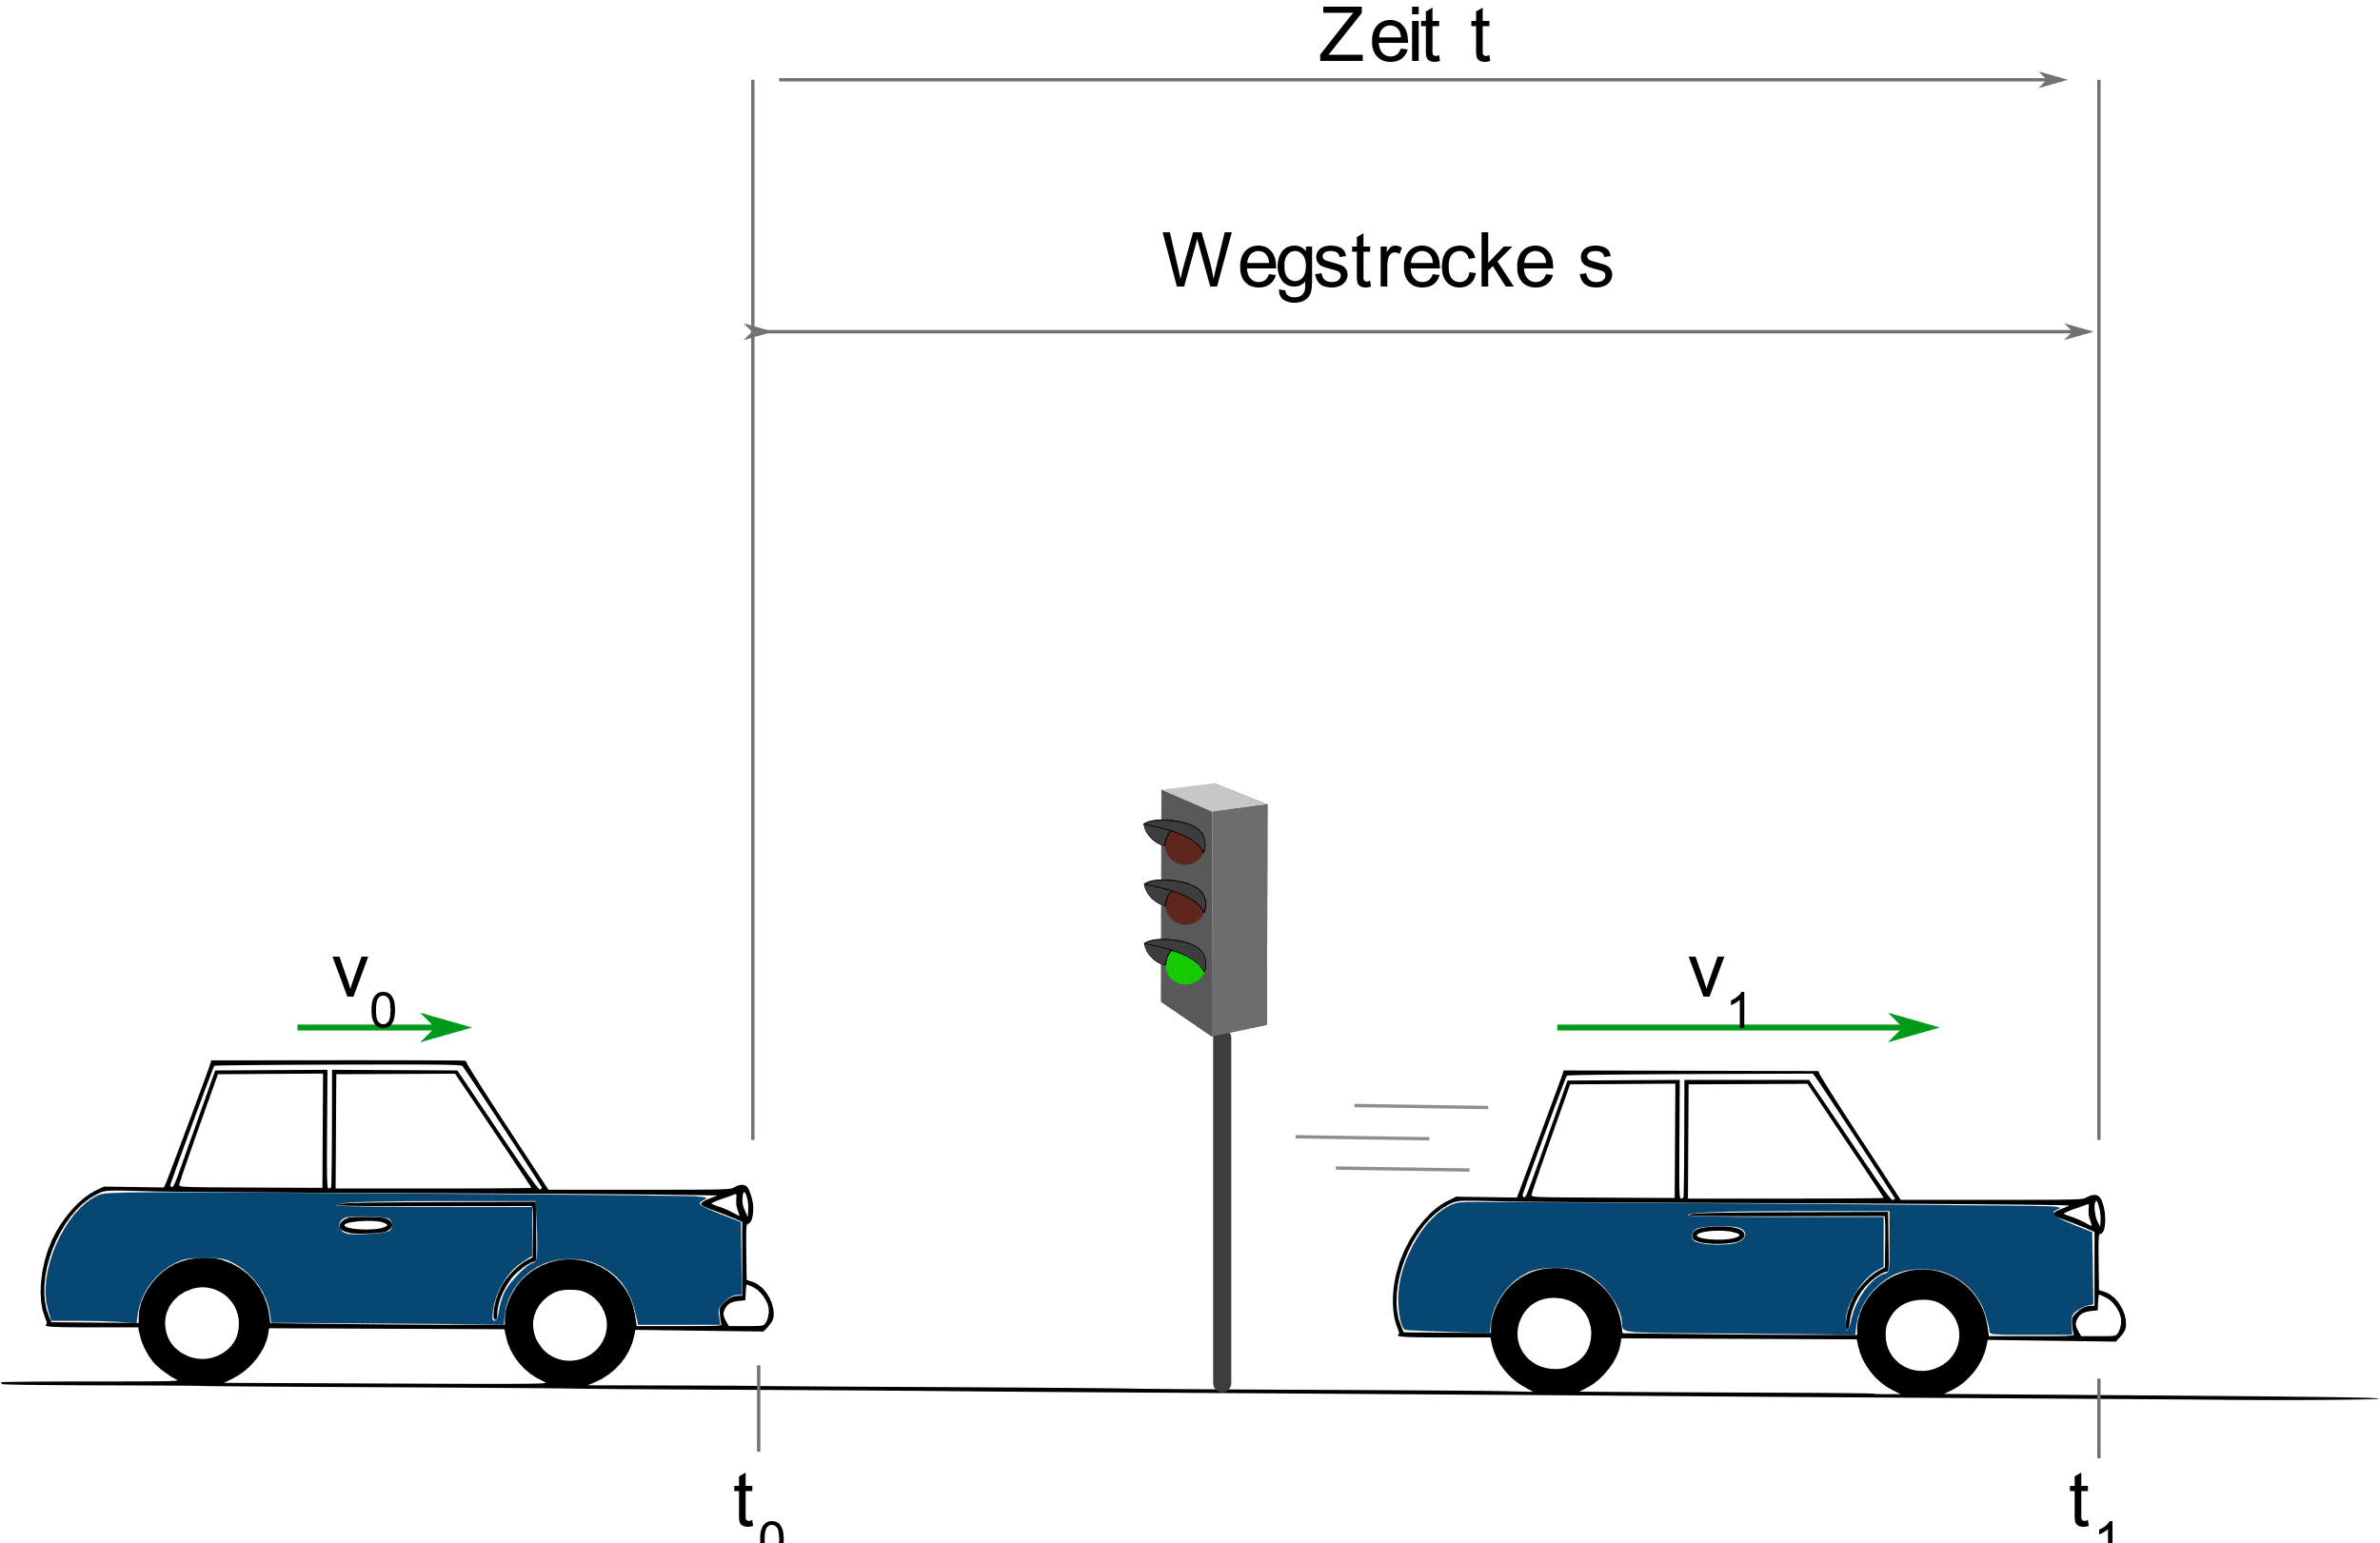 Zeit t
Wegstrecke s
v₀
v₁
t₀
t₁